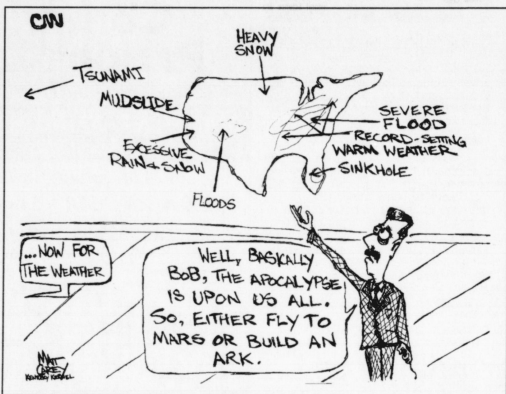 CNN
HEAVY
SNOW
TSUNAMI
MUDSLIDE
EXCESSIVE
RAIN & SNOW
FLOODS
SEVERE
FLOOD
RECORD-SETTING
WARM WEATHER
SINKHOLE
...NOW FOR
THE WEATHER
WELL, BASICALLY
BOB, THE APOCALYPSE
IS UPON US ALL.
SO, EITHER FLY TO
MARS OR BUILD AN
ARK.
MATT
CAREY